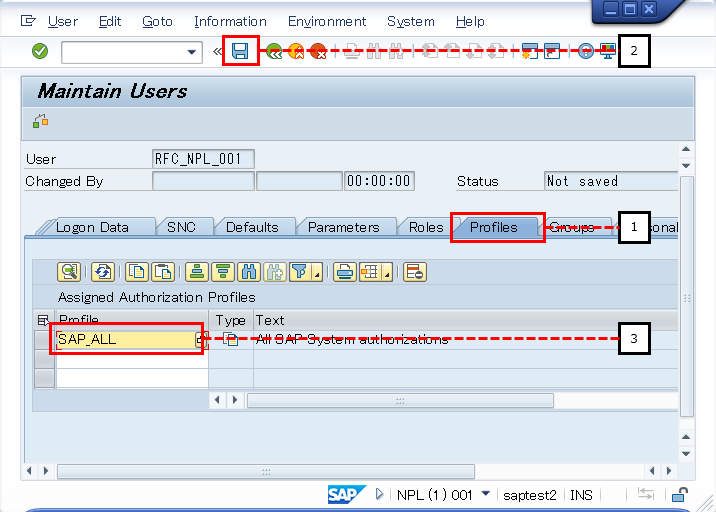 User Edit Goto Information Environment System Help
2
Maintain Users
User RFC_NPL_001
Changed By 00:00:00 Status Not saved
Logon Data SNC Defaults Parameters Roles Profiles Groups 1
Assigned Authorization Profiles
Profile Type Text
SAP_ALL All SAP System authorizations 3
SAP NPL (1) 001 saptest2 INS